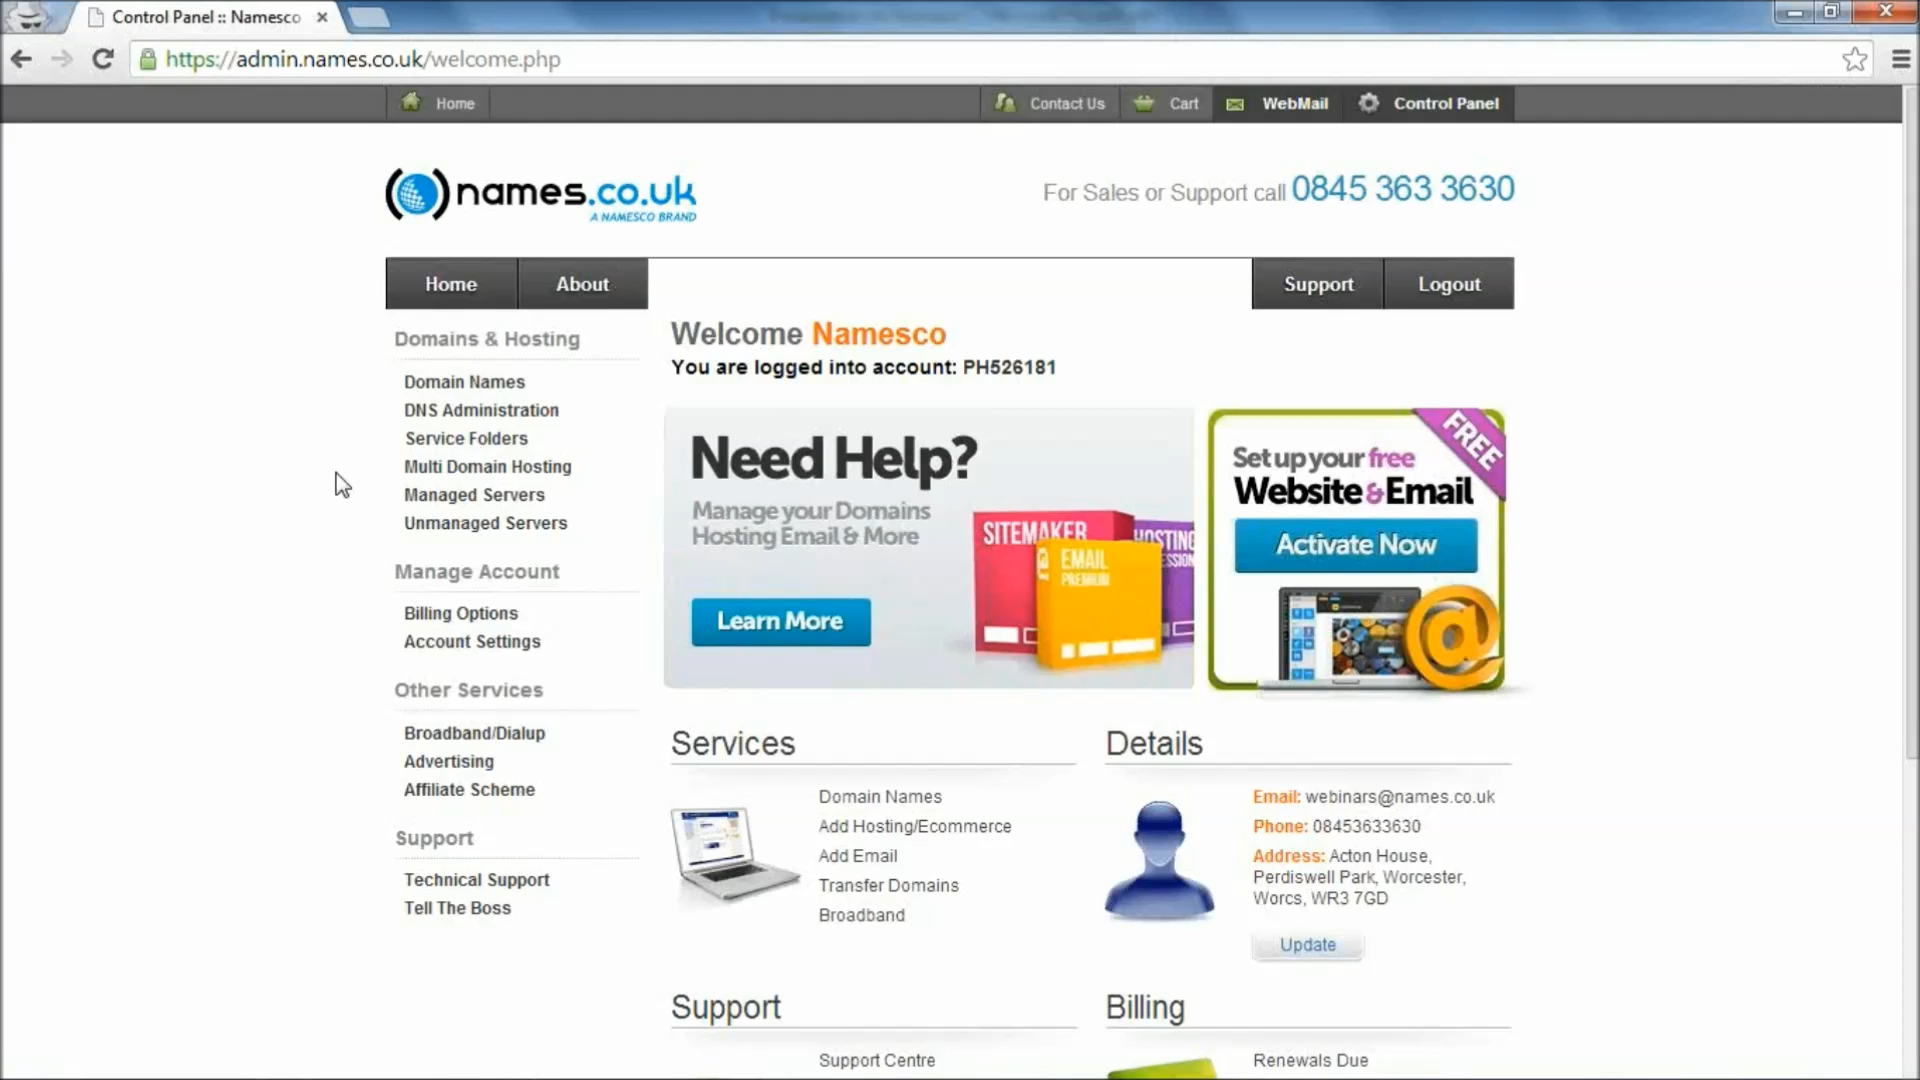 Control Panel :: Namesco
https://admin.names.co.uk/welcome.php
Home
Contact Us
Cart
WebMail
Control Panel
names.co.uk
A NAMESCO BRAND
For Sales or Support call 0845 363 3630
Home
About
Support
Logout
Domains & Hosting
Domain Names
DNS Administration
Service Folders
Multi Domain Hosting
Managed Servers
Unmanaged Servers
Manage Account
Billing Options
Account Settings
Other Services
Broadband/Dialup
Advertising
Affiliate Scheme
Support
Technical Support
Tell The Boss
Welcome Namesco
You are logged into account: PH526181
Need Help?
Manage your Domains
Hosting Email & More
Learn More
SITEMAKER
EMAIL
PREMIUM
HOSTING
FREE
Set up your free
Website & Email
Activate Now
@
Services
Domain Names
Add Hosting/Ecommerce
Add Email
Transfer Domains
Broadband
Details
Email: webinars@names.co.uk
Phone: 08453633630
Address: Acton House,
Perdiswell Park, Worcester,
Worcs, WR3 7GD
Update
Support
Support Centre
Billing
Renewals Due